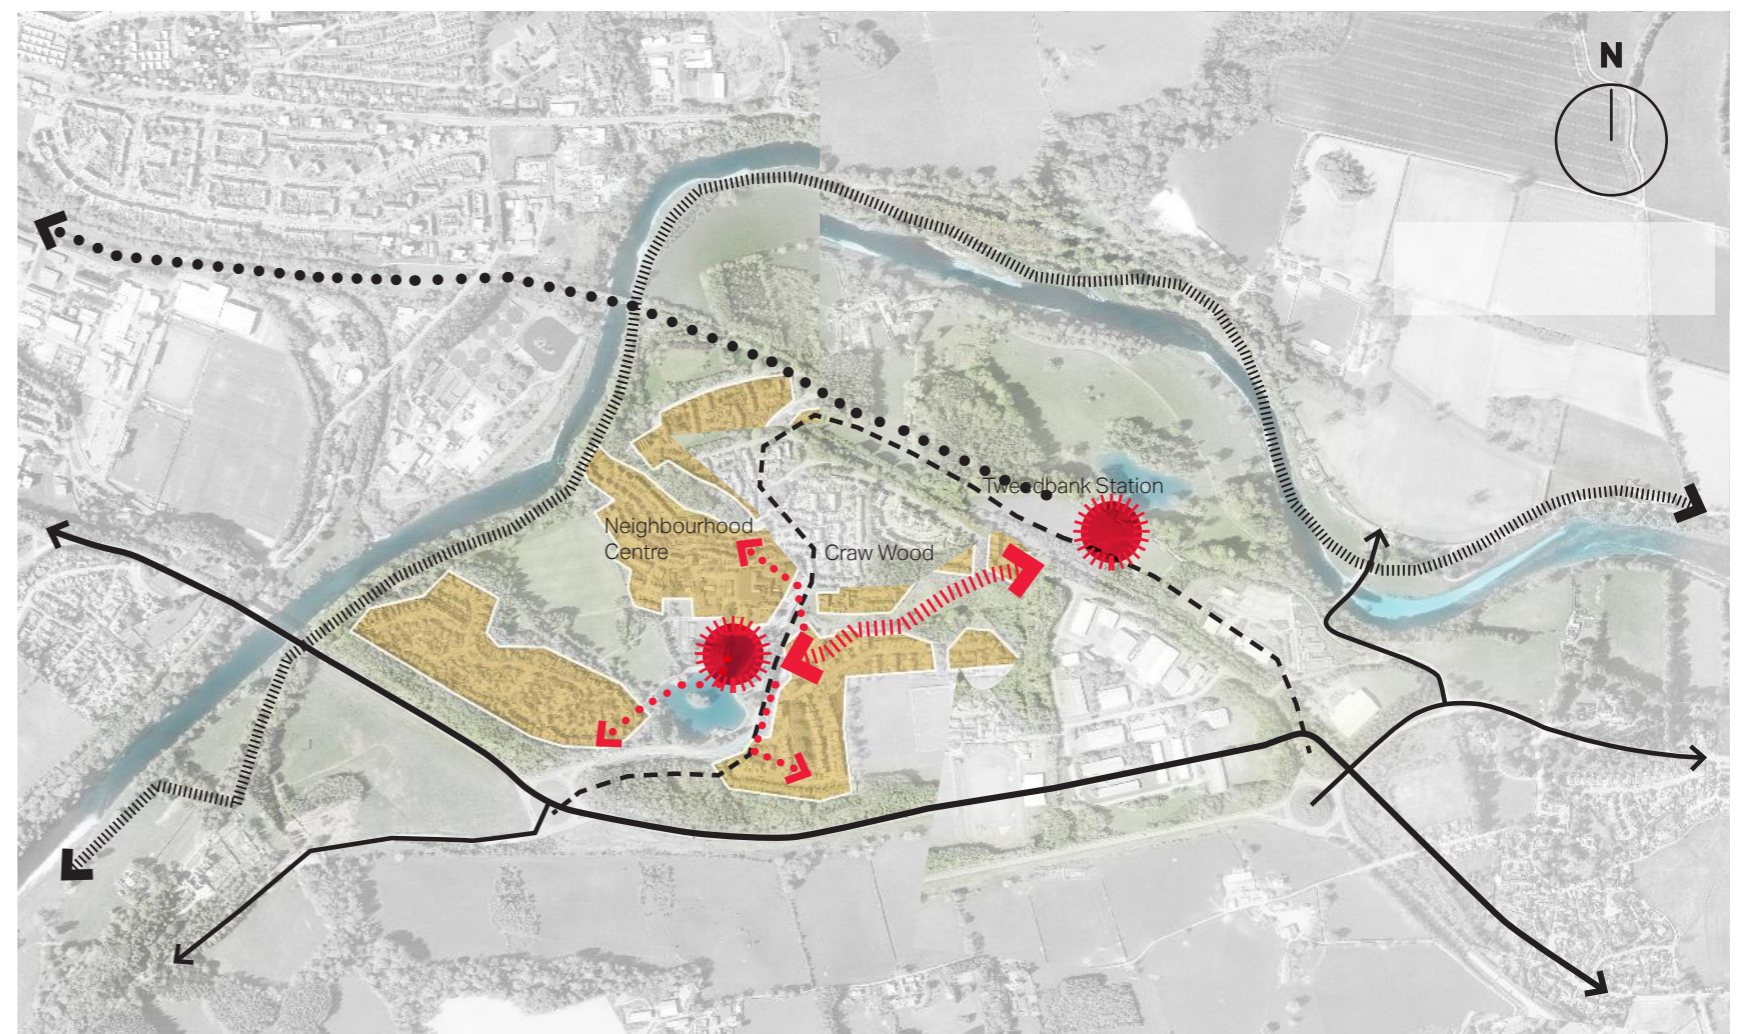 N
Tweedbank Station
Neighbourhood
Centre
Craw Wood